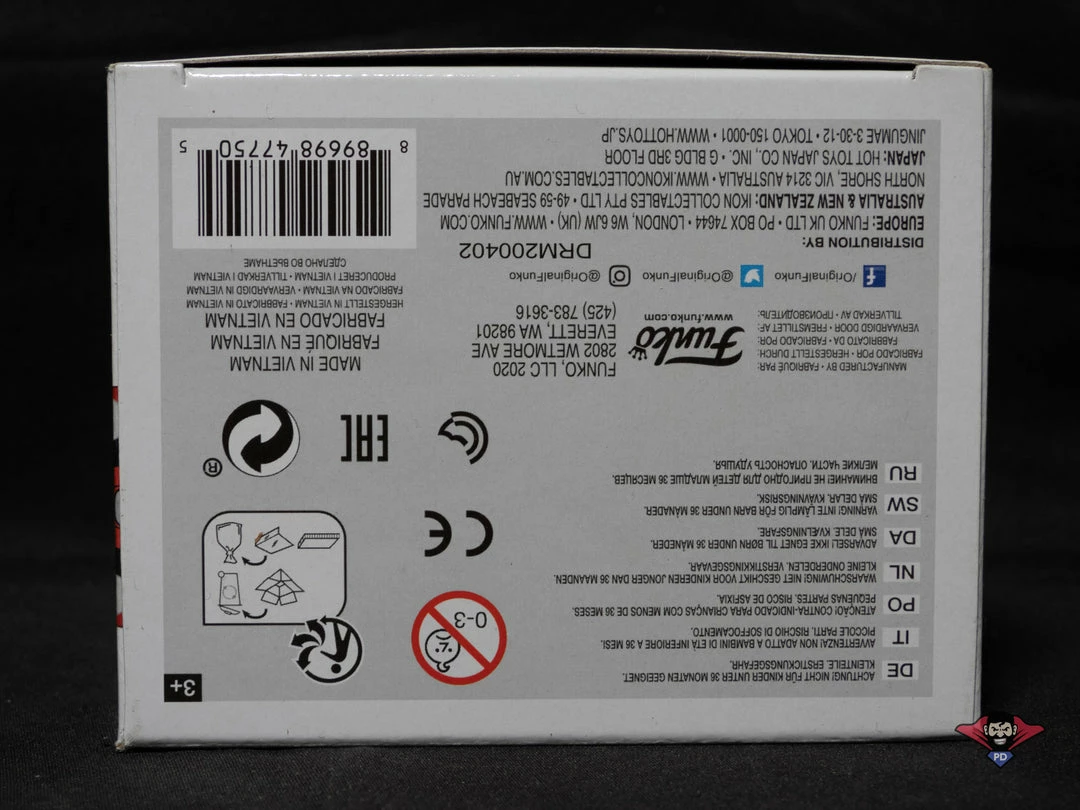 3+
DE
ACHTUNG! NICHT FÜR KINDER UNTER 36 MONATEN GEEIGNET.
KLEINTEILE. ERSTICKUNGSGEFAHR.
IT
AVVERTENZA! NON ADATTO A BAMBINI DI ETÀ INFERIORE A 36 MESI.
PICCOLE PARTI. RISCHIO DI SOFFOCAMENTO.
PO
ATENÇÃO! CONTRA-INDICADO PARA CRIANÇAS COM MENOS DE 36 MESES.
PEQUENAS PARTES. RISCO DE ASFIXIA.
NL
WAARSCHUWING! NIET GESCHIKT VOOR KINDEREN JONGER DAN 36 MAANDEN.
KLEINE ONDERDELEN. VERSTIKKINGSGEVAAR.
DA
ADVARSEL! IKKE EGNET TIL BØRN UNDER 36 MÅNEDER.
SMÅ DELE. KVÆLNINGSFARE.
SW
VARNING! INTE LÄMPLIG FÖR BARN UNDER 36 MÅNADER.
SMÅ DELAR. KVÄVNINGSRISK.
RU
ВНИМАНИЕ! НЕ ПРИГОДНО ДЛЯ ДЕТЕЙ МЛАДШЕ 36 МЕСЯЦЕВ.
МЕЛКИЕ ЧАСТИ. ОПАСНОСТЬ УДУШЬЯ.
0-3
CE
EAC
®
MANUFACTURED BY • FABRIQUÉ PAR:
FABRICADO POR • HERGESTELLT DURCH:
FABBRICATO DA • FABRICADO POR:
VERVAARDIGD DOOR • FREMSTILLET AF:
TILLVERKAD AV • ПРОИЗВОДИТЕЛЬ:
Funko
www.funko.com
FUNKO, LLC 2020
2802 WETMORE AVE
EVERETT, WA 98201
(425) 783-3616
MADE IN VIETNAM
FABRIQUÉ EN VIETNAM
FABRICADO EN VIETNAM
HERGESTELLT IN VIETNAM • FABBRICATO IN VIETNAM
FABRICADO NA VIETNAM • VERVAARDIGD IN VIETNAM
PRODUCERET I VIETNAM • TILLVERKAD I VIETNAM
СДЕЛАНО ВО ВЬЕТНАМЕ
/OriginalFunko
@OriginalFunko
@OriginalFunko
DRM200402
DISTRIBUTION BY:
EUROPE: FUNKO UK LTD • PO BOX 74644 • LONDON, W6 6JW (UK) • WWW.FUNKO.COM
AUSTRALIA & NEW ZEALAND: IKON COLLECTABLES PTY LTD • 49-59 SEABEACH PARADE
NORTH SHORE, VIC 3214 AUSTRALIA • WWW.IKONCOLLECTABLES.COM.AU
JAPAN: HOT TOYS JAPAN CO., INC. • G BLDG 3RD FLOOR
JINGUMAE 3-30-12 • TOKYO 150-0001 • WWW.HOTTOYS.JP
8 89698 47750 5
PD